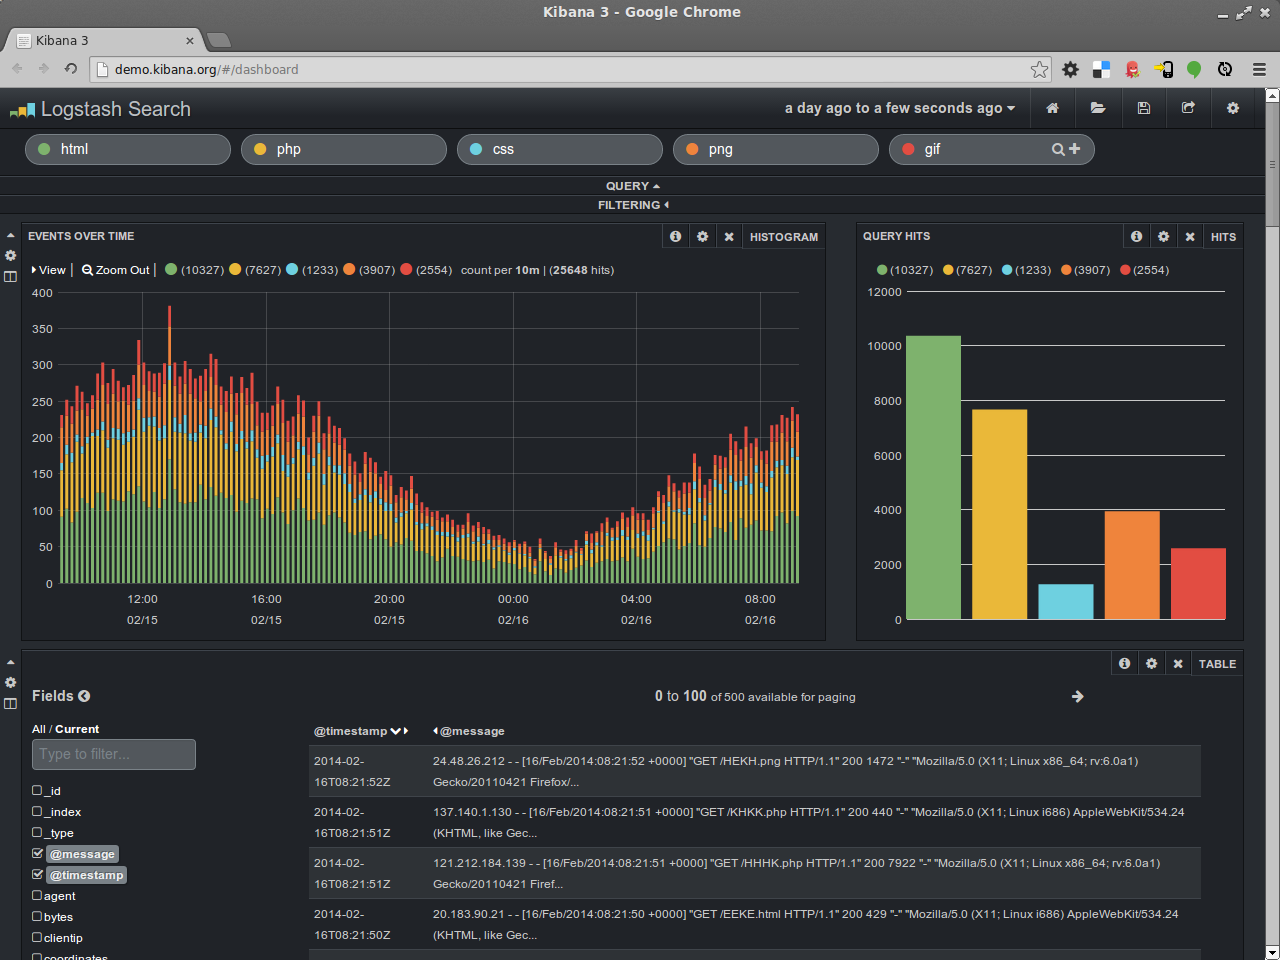 Kibana 3 - Google Chrome
Kibana 3
demo.kibana.org/#/dashboard
Logstash Search
a day ago to a few seconds ago
html
php
css
png
gif
QUERY
FILTERING
EVENTS OVER TIME
HISTOGRAM
View | Zoom Out | (10327) (7627) (1233) (3907) (2554) count per 10m | (25648 hits)
400
350
300
250
200
150
100
50
0
12:00 16:00 20:00 00:00 04:00 08:00
02/15 02/15 02/15 02/16 02/16 02/16
QUERY HITS
HITS
(10327) (7627) (1233) (3907) (2554)
12000
10000
8000
6000
4000
2000
0
TABLE
Fields
0 to 100 of 500 available for paging
All / Current
Type to filter...
_id
_index
_type
@message
@timestamp
agent
bytes
clientip
coordinates
@timestamp @message
2014-02-
16T08:21:52Z
24.48.26.212 - - [16/Feb/2014:08:21:52 +0000] "GET /HEKH.png HTTP/1.1" 200 1472 "-" "Mozilla/5.0 (X11; Linux x86_64; rv:6.0a1)
Gecko/20110421 Firefox/...
2014-02-
16T08:21:51Z
137.140.1.130 - - [16/Feb/2014:08:21:51 +0000] "GET /KHKK.php HTTP/1.1" 200 440 "-" "Mozilla/5.0 (X11; Linux i686) AppleWebKit/534.24
(KHTML, like Gec...
2014-02-
16T08:21:51Z
121.212.184.139 - - [16/Feb/2014:08:21:51 +0000] "GET /HHHK.php HTTP/1.1" 200 7922 "-" "Mozilla/5.0 (X11; Linux x86_64; rv:6.0a1)
Gecko/20110421 Firef...
2014-02-
16T08:21:50Z
20.183.90.21 - - [16/Feb/2014:08:21:50 +0000] "GET /EEKE.html HTTP/1.1" 200 429 "-" "Mozilla/5.0 (X11; Linux i686) AppleWebKit/534.24
(KHTML, like Gec...